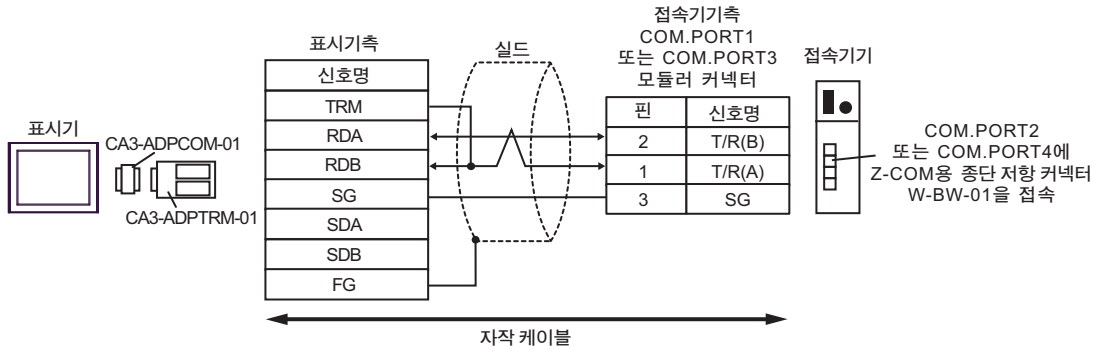 표시기
CA3-ADPCOM-01
CA3-ADPTRM-01
표시기측
신호명
TRM
RDA
RDB
SG
SDA
SDB
FG
실드
접속기기측
COM.PORT1
또는 COM.PORT3
모듈러 커넥터
핀 신호명
2 T/R(B)
1 T/R(A)
3 SG
접속기기
COM.PORT2
또는 COM.PORT4에
Z-COM용 종단 저항 커넥터
W-BW-01을 접속
자작 케이블